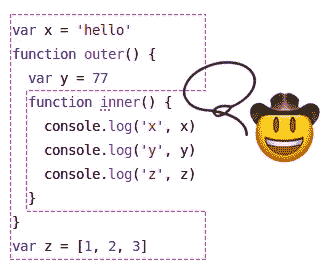 var x = 'hello'
function outer() {
  var y = 77
  function inner() {
    console.log('x', x)
    console.log('y', y)
    console.log('z', z)
  }
}
var z = [1, 2, 3]